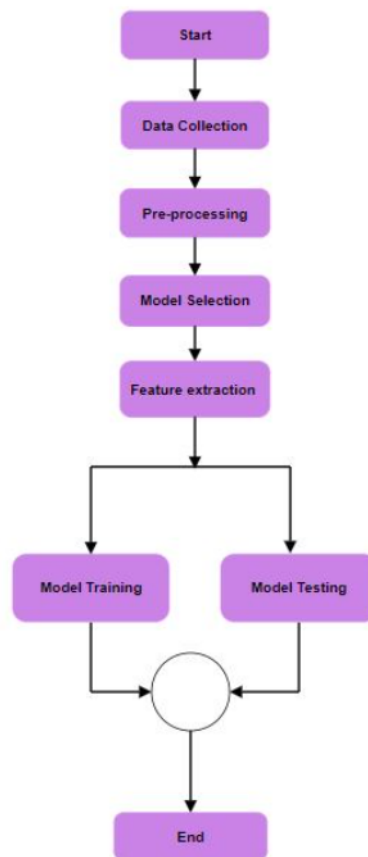 Start
Data Collection
Pre-processing
Model Selection
Feature extraction
Model Training
Model Testing
End